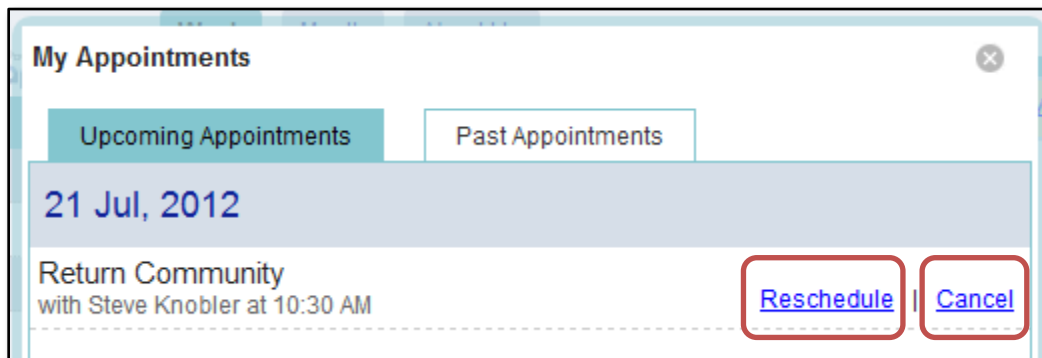 My Appointments
Upcoming Appointments Past Appointments
21 Jul, 2012
Return Community
with Steve Knobler at 10:30 AM
Reschedule | Cancel